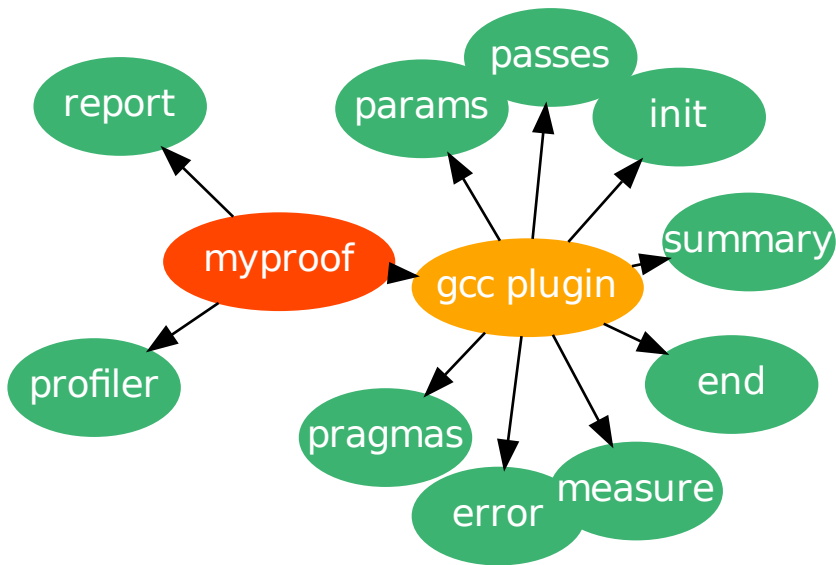 passes
report
params
init
summary
myproof
gcc plugin
profiler
end
pragmas
measure
error